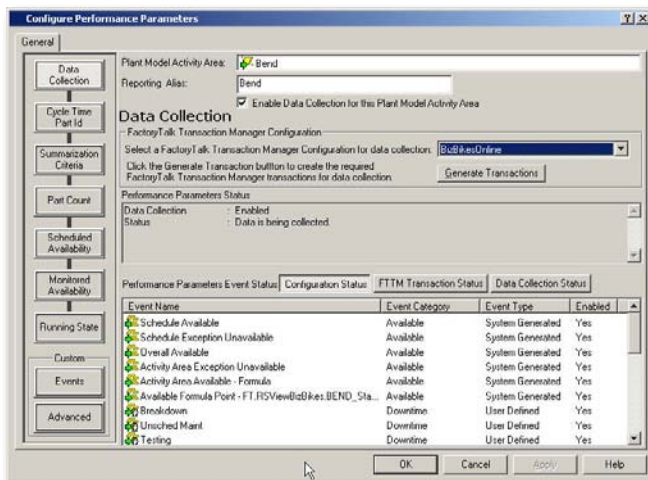 Configure Performance Parameters
General
Data Collection
Cycle Time Part Id
Summarization Criteria
Part Count
Scheduled Availability
Monitored Availability
Running State
Custom
Events
Advanced
Plant Model Activity Area: Bend
Reporting Alias: Bend
Enable Data Collection for this Plant Model Activity Area
Data Collection
FactoryTalk Transaction Manager Configuration
Select a FactoryTalk Transaction Manager Configuration for data collection: BizBikesOnline
Click the Generate Transaction buttton to create the required
FactoryTalk Transaction Manager transactions for data collection.
Generate Transactions
Performance Parameters Status
Data Collection : Enabled
Status : Data is being collected.
Performance Parameters Event Status Configuration Status FTTM Transaction Status Data Collection Status
Event Name Event Category Event Type Enabled
Schedule Available Available System Generated Yes
Schedule Exception Unavailable Available System Generated Yes
Overall Available Available System Generated Yes
Activity Area Exception Unavailable Available System Generated Yes
Activity Area Available - Formula Available System Generated Yes
Available Formula Point - FT.RSViewBizBikes.BEND_Sta... Available System Generated Yes
Breakdown Downtime User Defined Yes
Unsched Maint Downtime User Defined Yes
Testing Downtime User Defined Yes
OK Cancel Apply Help